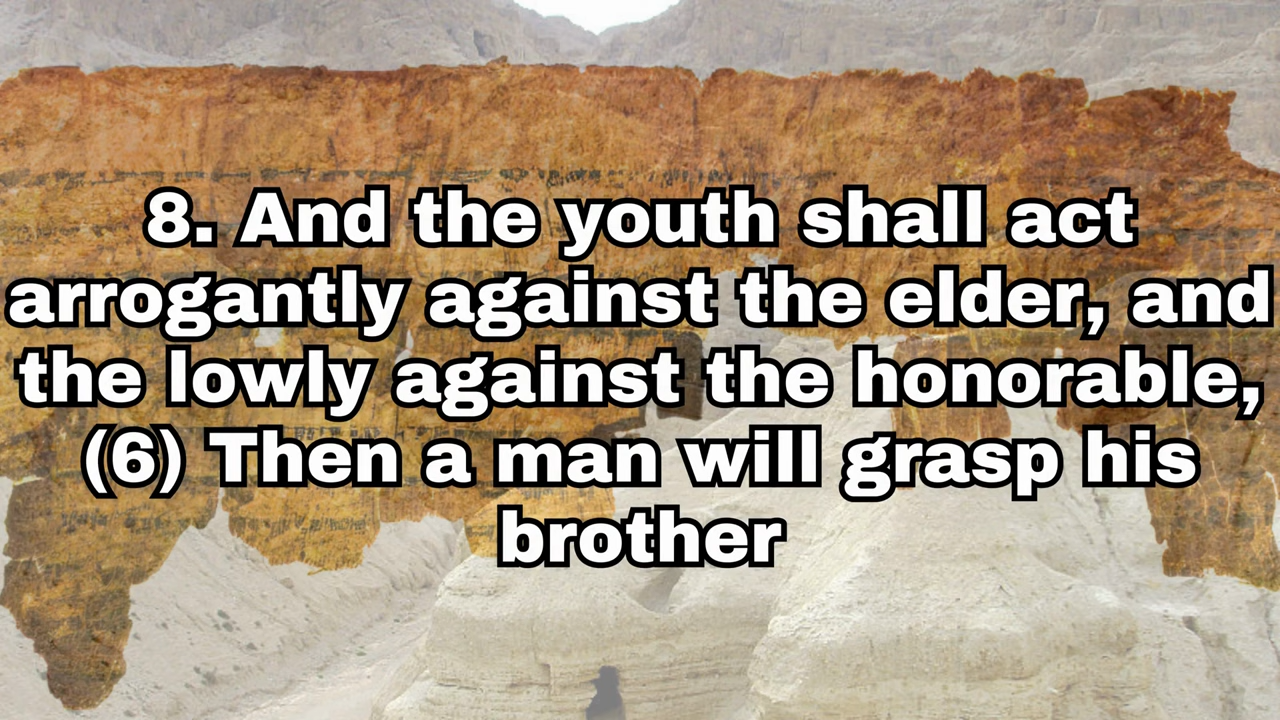 8. And the youth shall act
arrogantly against the elder, and
the lowly against the honorable,
(6) Then a man will grasp his
brother